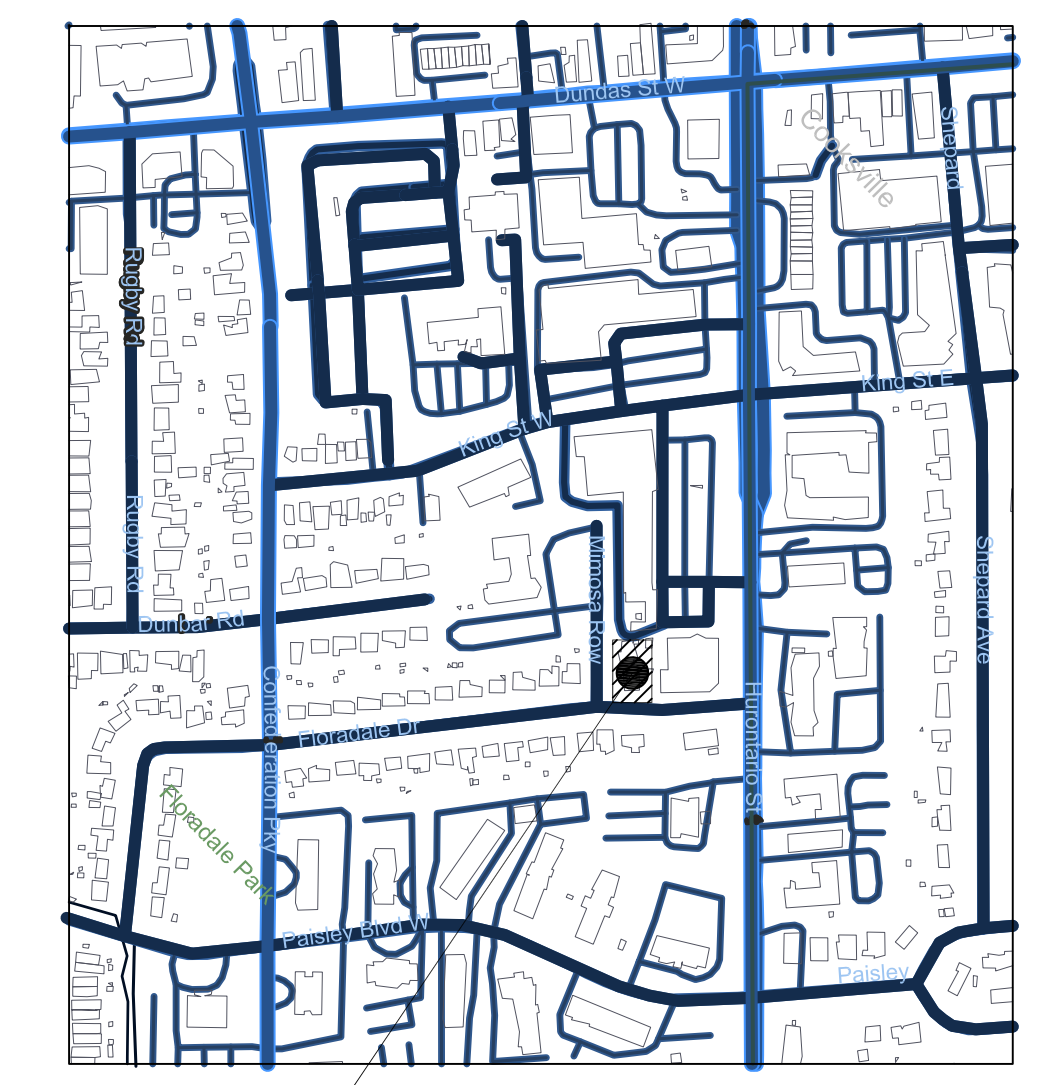 Dundas St W
Cooksville
Shepard
Rugby Rd
King St E
King St W
Rugby Rd
Mimosa Row
Shepard Ave
Dunbar Rd
Confederation Pky
Hurontario St
Floradale Dr
Floradale Park
Paisley Blvd W
Paisley